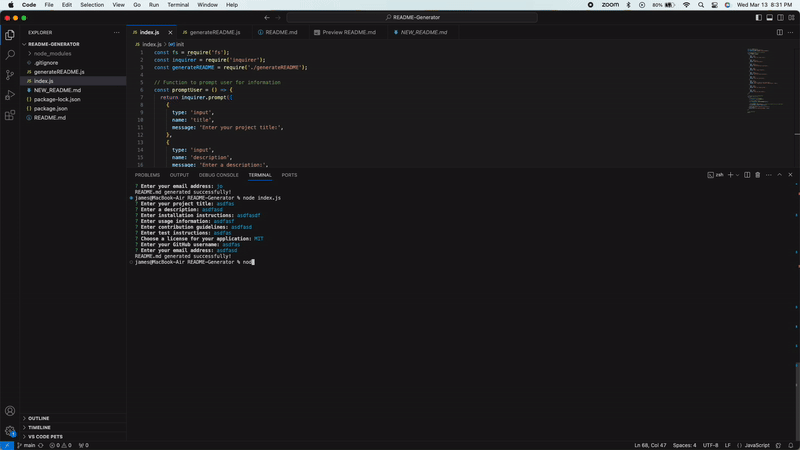 Code File Edit Selection View Go Run Terminal Window Help
zoom 80% Wed Mar 13 8:31 PM
README-Generator
EXPLORER
README-GENERATOR
node_modules
.gitignore
JS generateREADME.js
JS index.js
NEW_README.md
{} package-lock.json
{} package.json
README.md
OUTLINE
TIMELINE
VS CODE PETS
JS index.js
JS generateREADME.js
README.md
Preview README.md
NEW_README.md
JS index.js > init
1 const fs = require('fs');
2 const inquirer = require('inquirer');
3 const generateREADME = require('./generateREADME');
4
5 // Function to prompt user for information
6 const promptUser = () => {
7 return inquirer.prompt([
8 {
9 type: 'input',
10 name: 'title',
11 message: 'Enter your project title:',
12 },
13 {
14 type: 'input',
15 name: 'description',
16 message: 'Enter a description:',
PROBLEMS OUTPUT DEBUG CONSOLE TERMINAL PORTS
zsh
? Enter your email address: jo
README.md generated successfully!
james@MacBook-Air README-Generator % node index.js
? Enter your project title: asdfas
? Enter a description: asdfasd
? Enter installation instructions: asdfasdf
? Enter usage information: asdfasf
? Enter contribution guidelines: asdfasd
? Enter test instructions: asdfas
? Choose a license for your application: MIT
? Enter your GitHub username: asdfas
? Enter your email address: asdfasd
README.md generated successfully!
james@MacBook-Air README-Generator % nod
main 0 0 0 Ln 68, Col 47 Spaces: 4 UTF-8 LF {} JavaScript